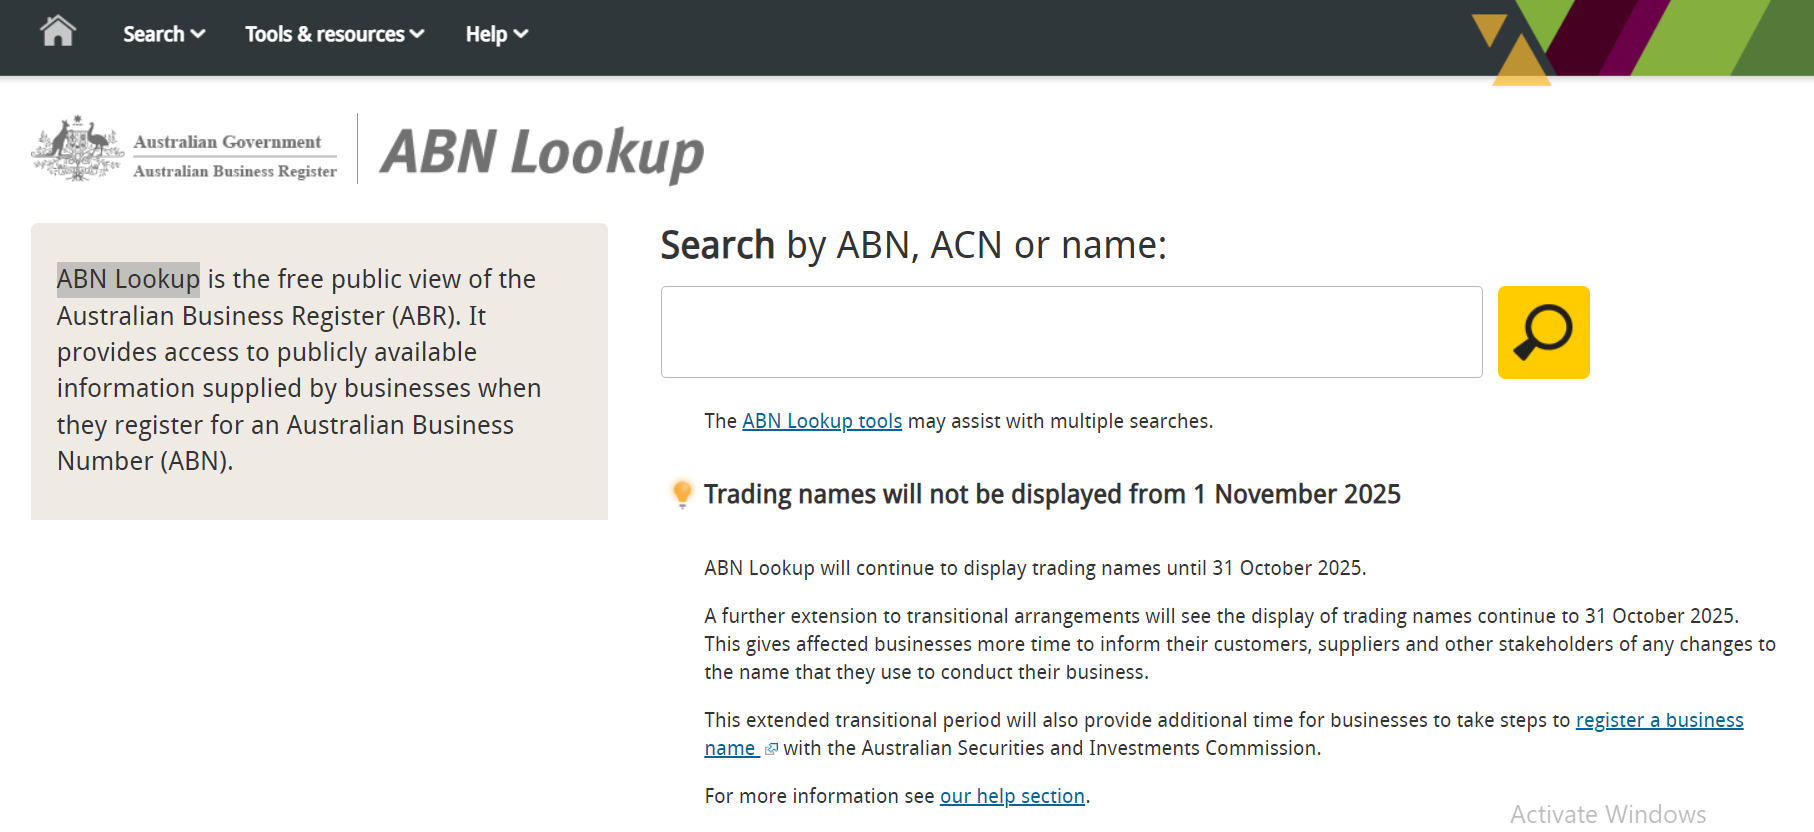 Search Tools & resources Help
Australian Government
Australian Business Register
ABN Lookup
ABN Lookup is the free public view of the
Australian Business Register (ABR). It
provides access to publicly available
information supplied by businesses when
they register for an Australian Business
Number (ABN).
Search by ABN, ACN or name:
The ABN Lookup tools may assist with multiple searches.
Trading names will not be displayed from 1 November 2025
ABN Lookup will continue to display trading names until 31 October 2025.
A further extension to transitional arrangements will see the display of trading names continue to 31 October 2025.
This gives affected businesses more time to inform their customers, suppliers and other stakeholders of any changes to
the name that they use to conduct their business.
This extended transitional period will also provide additional time for businesses to take steps to register a business
name with the Australian Securities and Investments Commission.
For more information see our help section.
Activate Windows